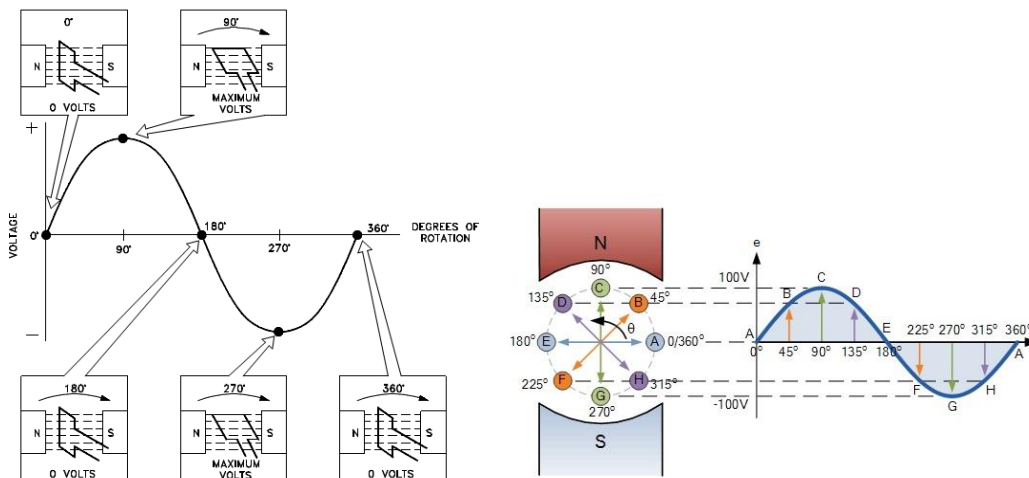 0°
N S
0 VOLTS
90°
N S
MAXIMUM
VOLTS
+
VOLTAGE
0°
90°
180°
270°
360°
DEGREES OF
ROTATION
−
180°
N S
0 VOLTS
270°
N S
MAXIMUM
VOLTS
360°
N S
0 VOLTS
N
90°
C
135° D B 45°
θ
180° E A 0/360°
F H
225° 315°
G
270°
S
e
100V
C
B D
A E
0° 45° 90° 135° 180°
225° 270° 315° 360°
A
F H
G
-100V